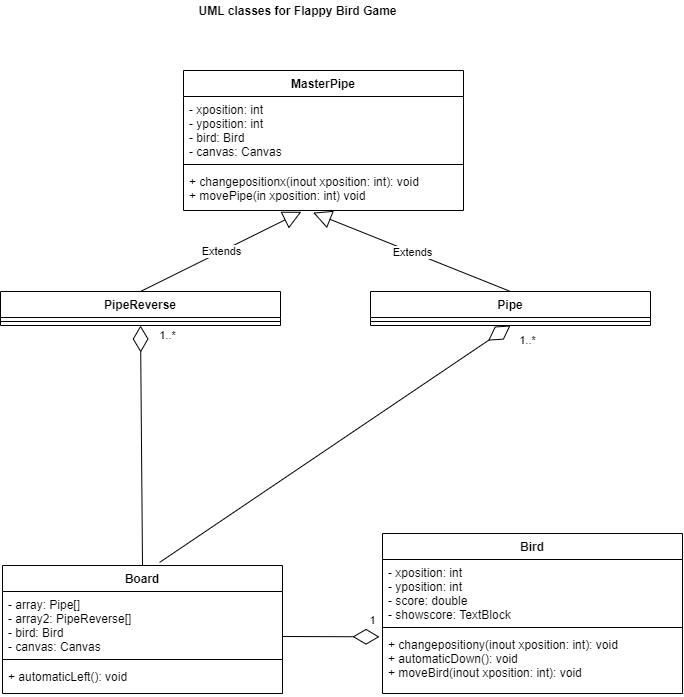 UML classes for Flappy Bird Game
MasterPipe
- xposition: int
- yposition: int
- bird: Bird
- canvas: Canvas
+ changepositionx(inout xposition: int): void
+ movePipe(in xposition: int) void
Extends
Extends
PipeReverse
Pipe
1..*
1..*
Board
- array: Pipe[]
- array2: PipeReverse[]
- bird: Bird
- canvas: Canvas
+ automaticLeft(): void
1
Bird
- xposition: int
- yposition: int
- score: double
- showscore: TextBlock
+ changepositiony(inout xposition: int): void
+ automaticDown(): void
+ moveBird(inout xposition: int): void